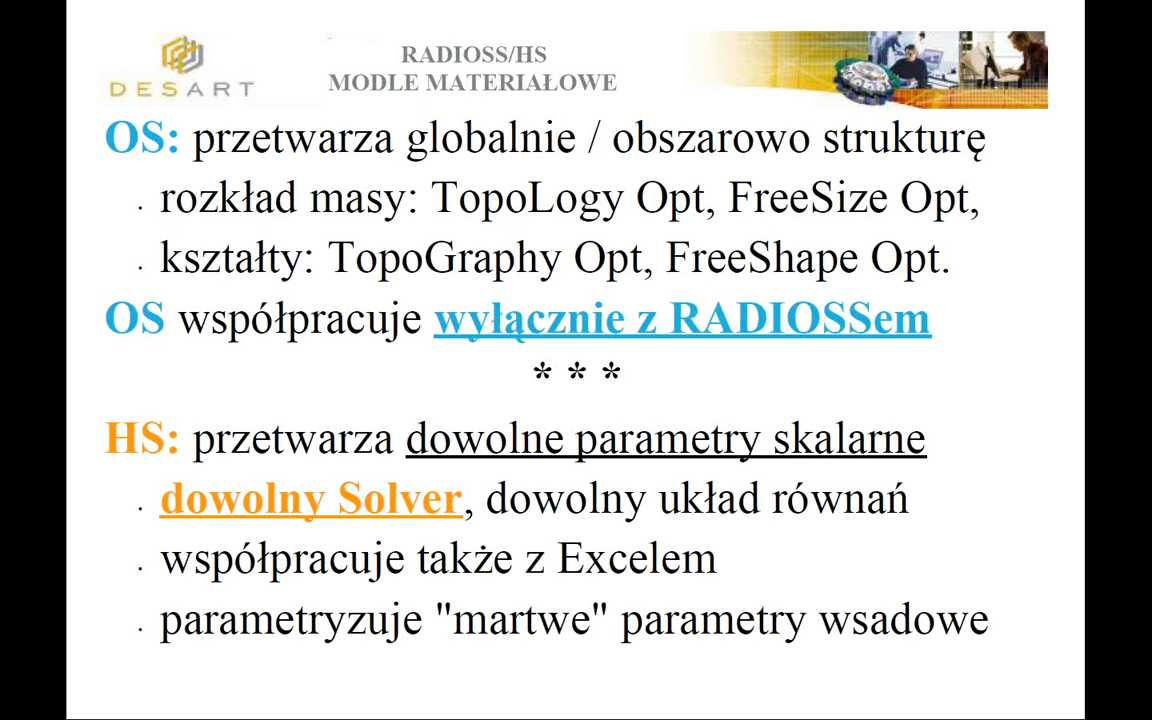 DESART
RADIOSS/HS
MODLE MATERIAŁOWE
OS: przetwarza globalnie / obszarowo strukturę
· rozkład masy: TopoLogy Opt, FreeSize Opt,
· kształty: TopoGraphy Opt, FreeShape Opt.
OS współpracuje wyłącznie z RADIOSSem
* * *
HS: przetwarza dowolne parametry skalarne
· dowolny Solver, dowolny układ równań
· współpracuje także z Excelem
· parametryzuje "martwe" parametry wsadowe